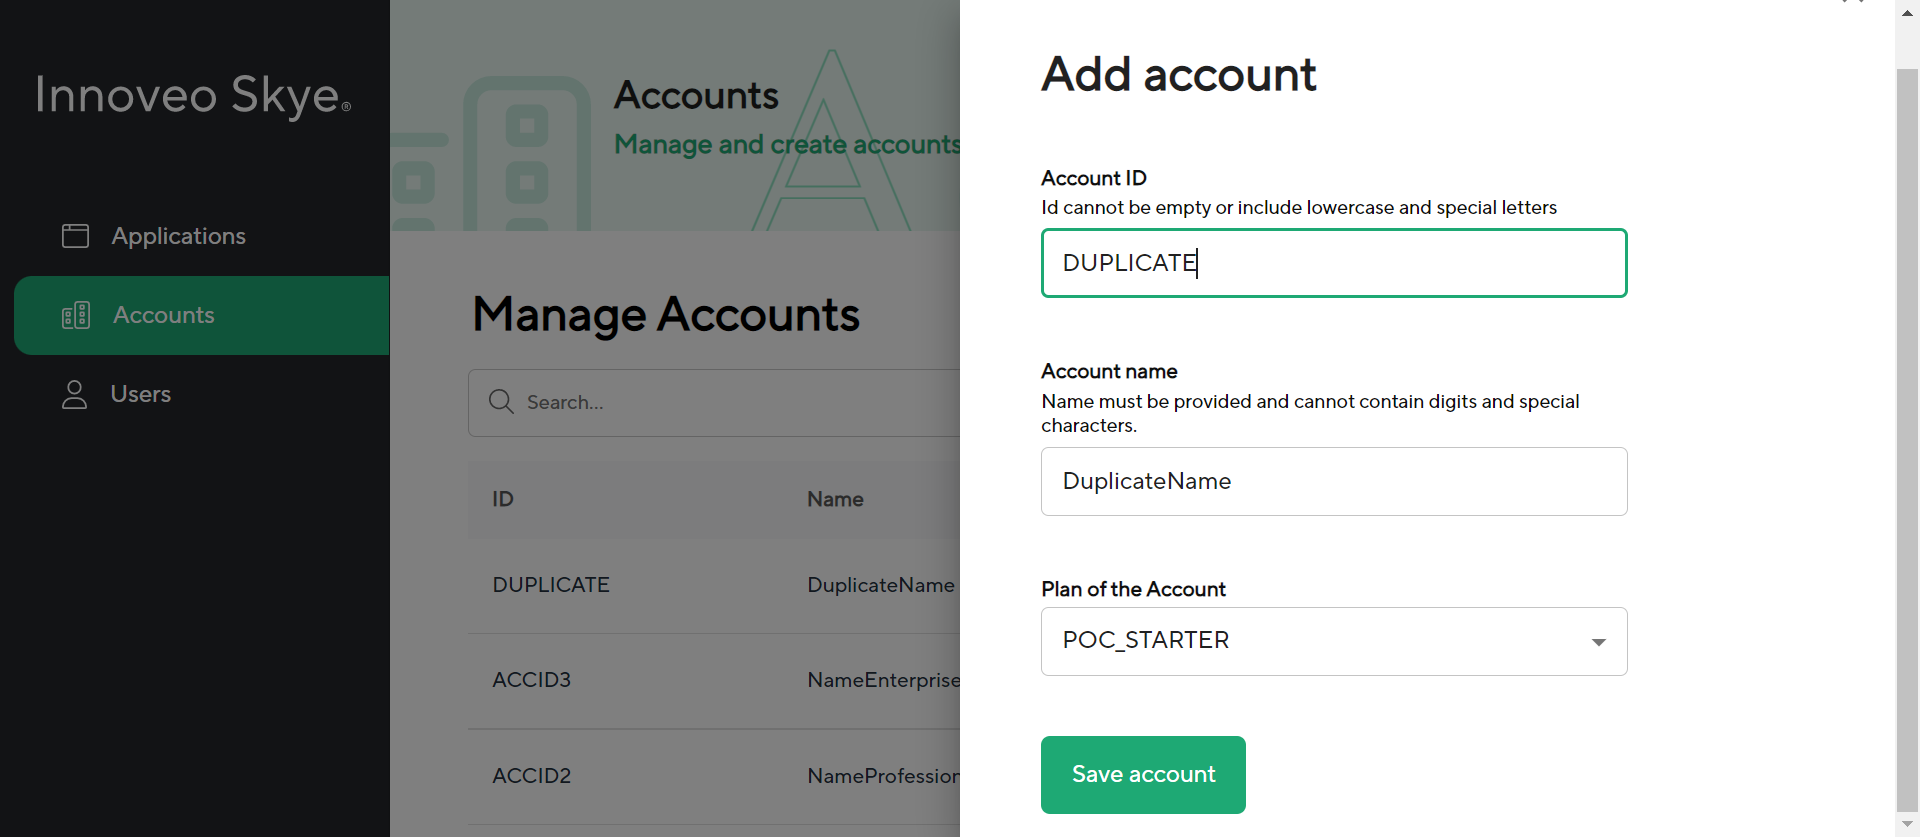 Innoveo Skye®
Applications
Accounts
Users
Accounts
Manage and create accounts
A
Manage Accounts
Search...
ID Name
DUPLICATE DuplicateName
ACCID3 NameEnterprise
ACCID2 NameProfession
Add account
Account ID
Id cannot be empty or include lowercase and special letters
DUPLICATE
Account name
Name must be provided and cannot contain digits and special
characters.
DuplicateName
Plan of the Account
POC_STARTER
Save account